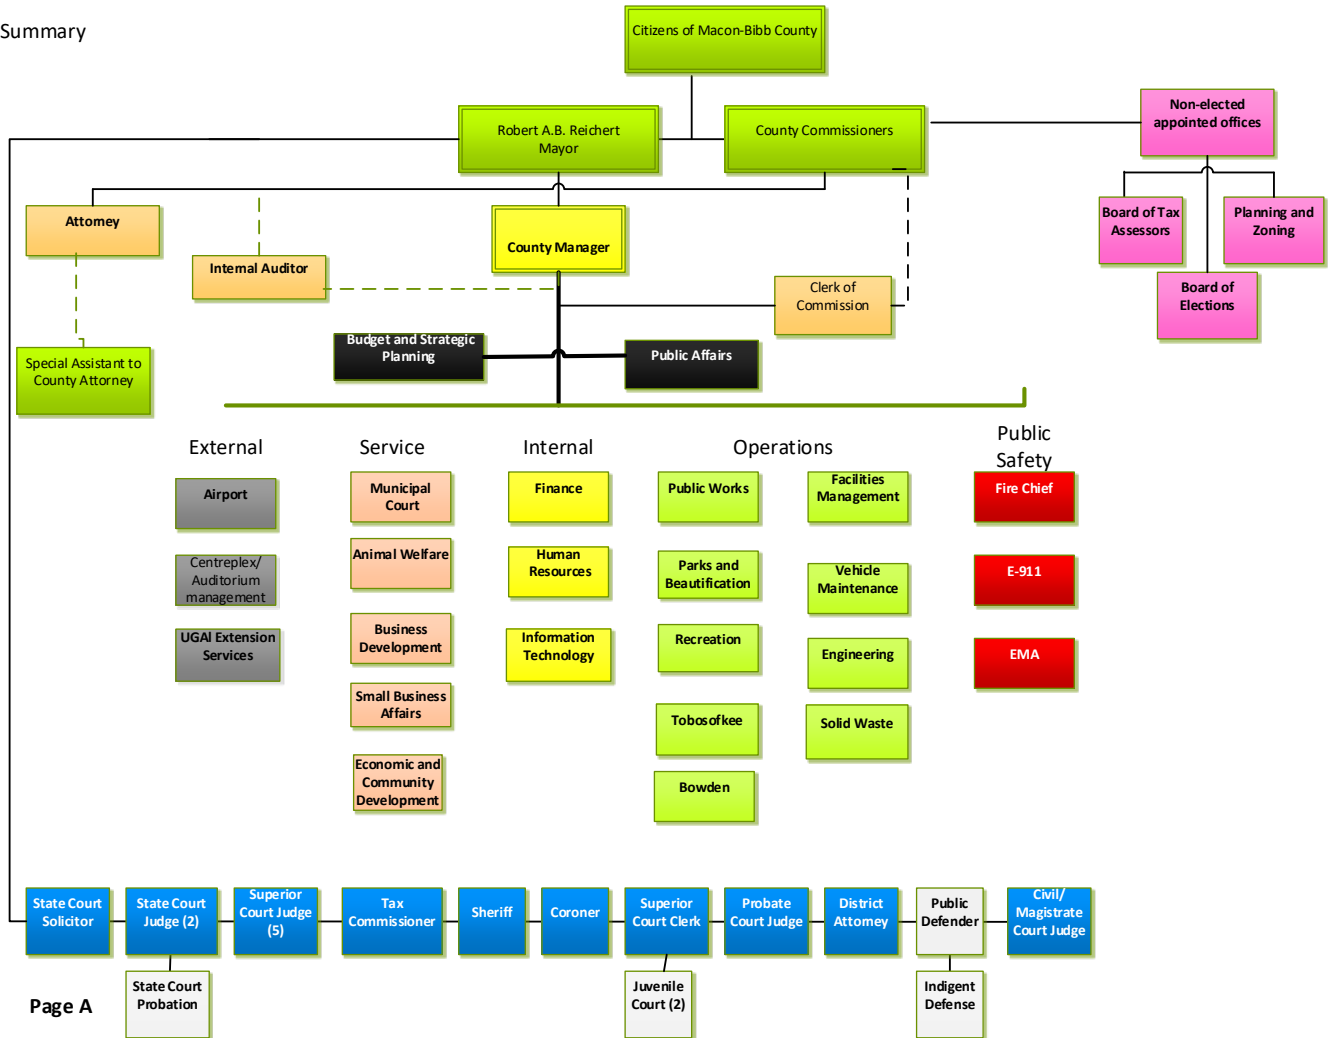 Summary
Citizens of Macon-Bibb County
Robert A.B. Reichert
Mayor
County Commissioners
Non-elected
appointed offices
Attorney
Internal Auditor
County Manager
Clerk of
Commission
Board of Tax
Assessors
Planning and
Zoning
Board of
Elections
Special Assistant to
County Attorney
Budget and Strategic
Planning
Public Affairs
External
Service
Internal
Operations
Public
Safety
Airport
Municipal
Court
Finance
Public Works
Facilities
Management
Fire Chief
Centreplex/
Auditorium
management
Animal Welfare
Human
Resources
Parks and
Beautification
Vehicle
Maintenance
E-911
UGAl Extension
Services
Business
Development
Information
Technology
Recreation
Engineering
EMA
Small Business
Affairs
Tobosofkee
Solid Waste
Economic and
Community
Development
Bowden
State Court
Solicitor
State Court
Judge (2)
Superior
Court Judge
(5)
Tax
Commissioner
Sheriff
Coroner
Superior
Court Clerk
Probate
Court Judge
District
Attorney
Public
Defender
Civil/
Magistrate
Court Judge
State Court
Probation
Juvenile
Court (2)
Indigent
Defense
Page A